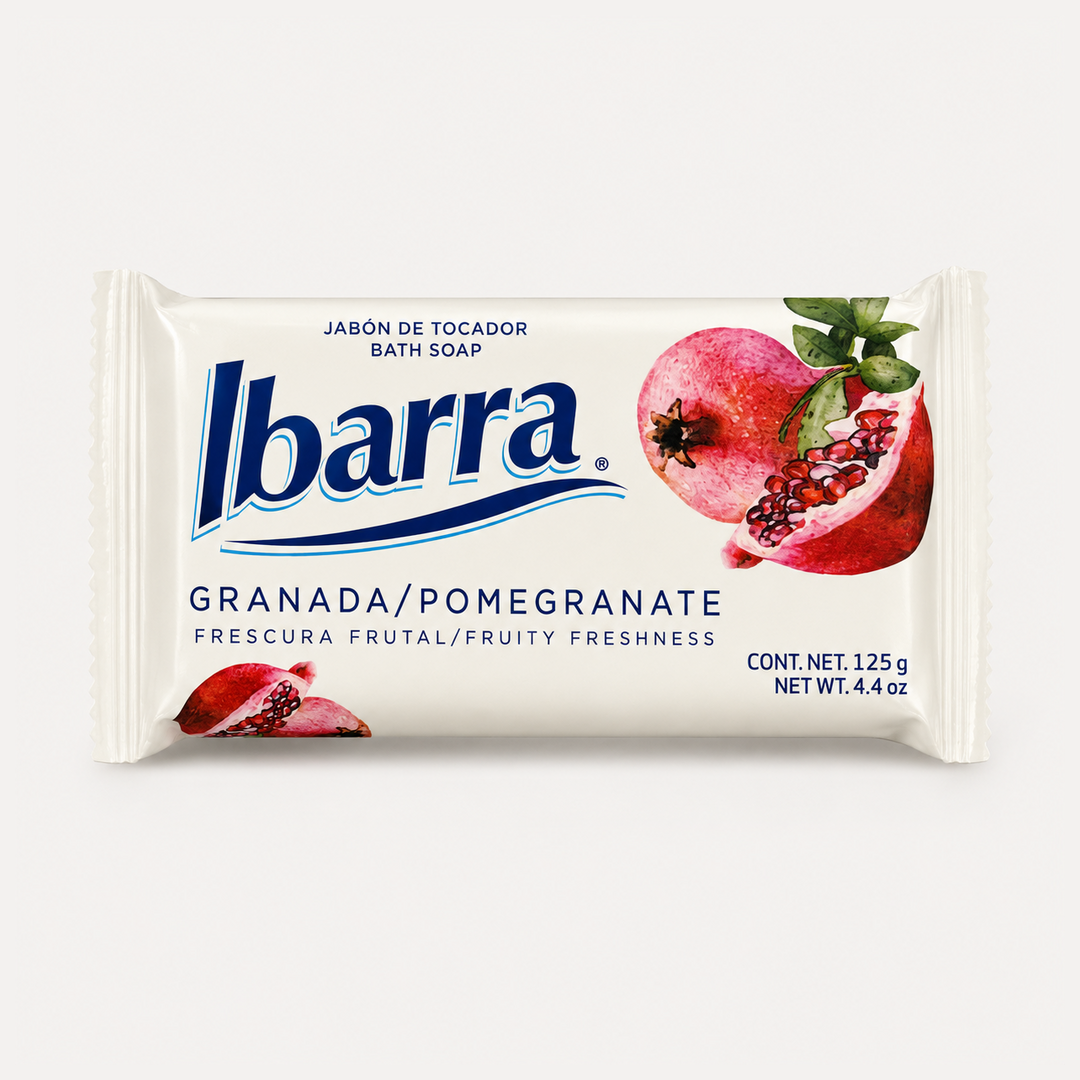 JABÓN DE TOCADOR
BATH SOAP
Ibarra®
GRANADA/POMEGRANATE
FRESCURA FRUTAL/FRUITY FRESHNESS
CONT. NET. 125 g
NET WT. 4.4 oz